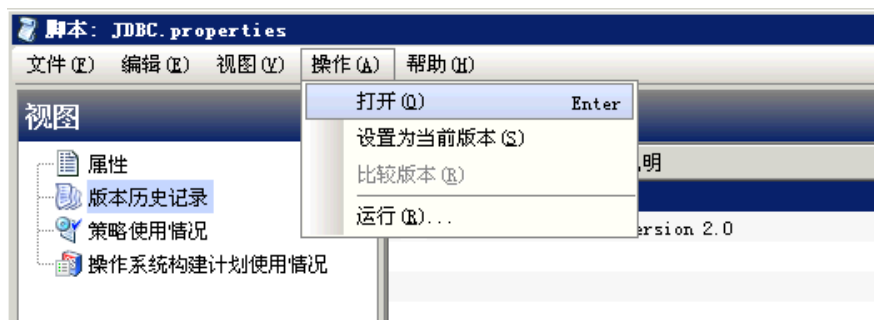 脚本: JDBC.properties
文件(F) 编辑(E) 视图(V) 操作(A) 帮助(H)
视图
打开(O) Enter
设置为当前版本(S)
比较版本(R)
运行(R)...
明
属性
版本历史记录
ersion 2.0
策略使用情况
操作系统构建计划使用情况